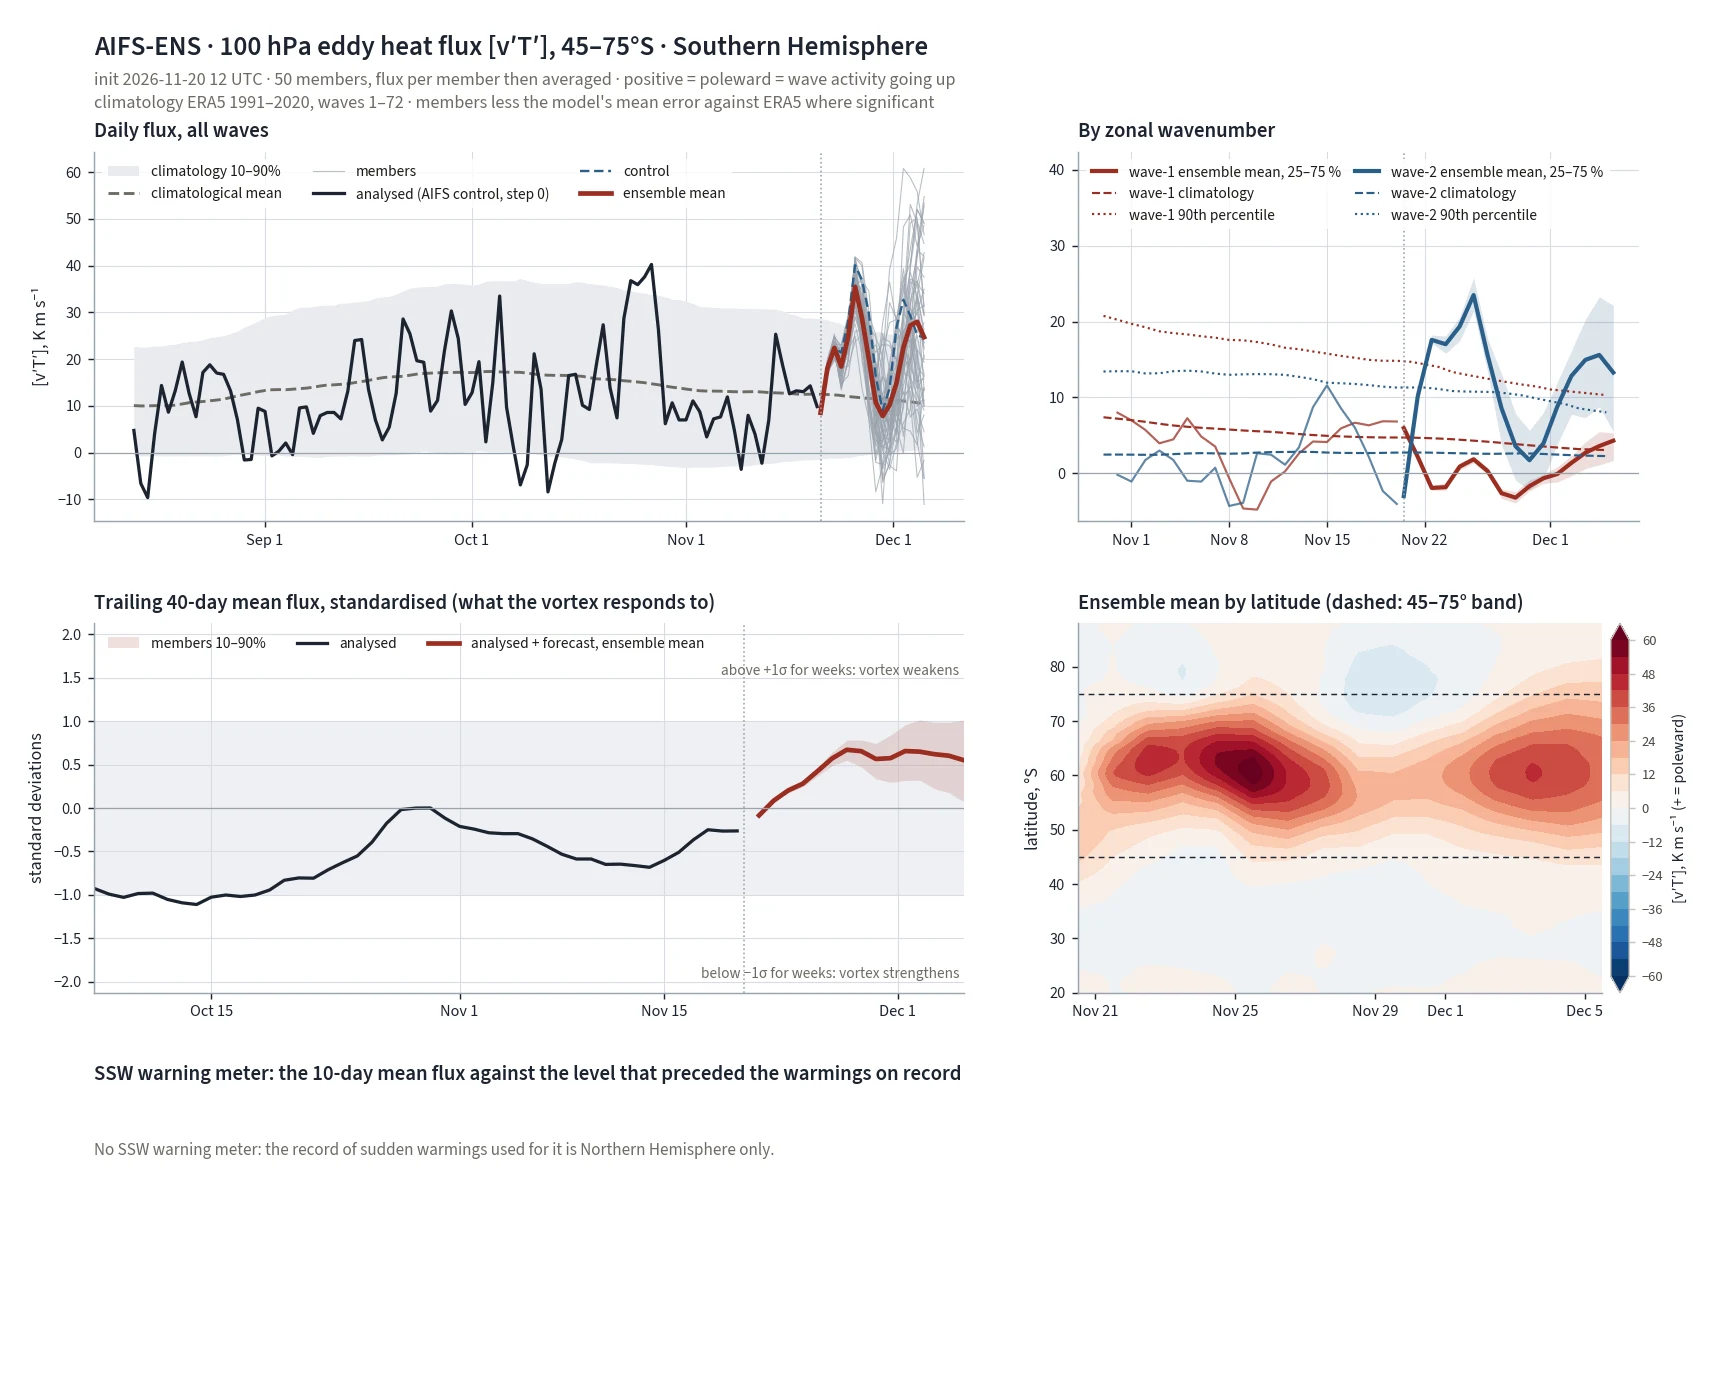 AIFS-ENS · 100 hPa eddy heat flux [v′T′], 45–75°S · Southern Hemisphere
init 2026-11-20 12 UTC · 50 members, flux per member then averaged · positive = poleward = wave activity going up
climatology ERA5 1991–2020, waves 1–72 · members less the model's mean error against ERA5 where significant
Daily flux, all waves
climatology 10–90%
members
control
climatological mean
analysed (AIFS control, step 0)
ensemble mean
[v′T′], K m s⁻¹
60
50
40
30
20
10
0
−10
Sep 1
Oct 1
Nov 1
Dec 1
By zonal wavenumber
wave-1 ensemble mean, 25–75 %
wave-2 ensemble mean, 25–75 %
wave-1 climatology
wave-2 climatology
wave-1 90th percentile
wave-2 90th percentile
40
30
20
10
0
Nov 1
Nov 8
Nov 15
Nov 22
Dec 1
Trailing 40-day mean flux, standardised (what the vortex responds to)
members 10–90%
analysed
analysed + forecast, ensemble mean
above +1σ for weeks: vortex weakens
below −1σ for weeks: vortex strengthens
standard deviations
2.0
1.5
1.0
0.5
0.0
−0.5
−1.0
−1.5
−2.0
Oct 15
Nov 1
Nov 15
Dec 1
Ensemble mean by latitude (dashed: 45–75° band)
latitude, °S
80
70
60
50
40
30
20
Nov 21
Nov 25
Nov 29
Dec 1
Dec 5
60
48
36
24
12
0
−12
−24
−36
−48
−60
[v′T′], K m s⁻¹ (+ = poleward)
SSW warning meter: the 10-day mean flux against the level that preceded the warmings on record
No SSW warning meter: the record of sudden warmings used for it is Northern Hemisphere only.